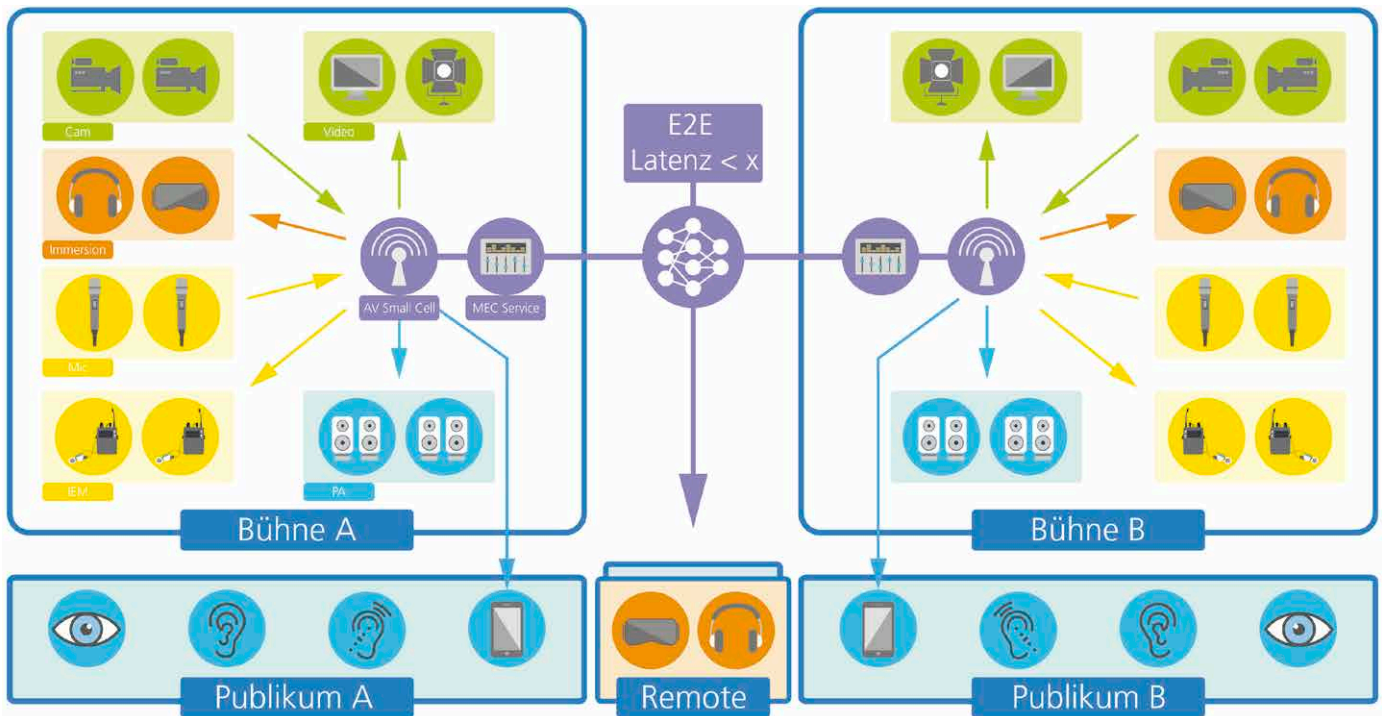 Cam
Video
E2E
Latenz < x
Immersion
AV Small Cell
MEC Service
Mic
IEM
PA
Bühne A
Bühne B
Publikum A
Remote
Publikum B